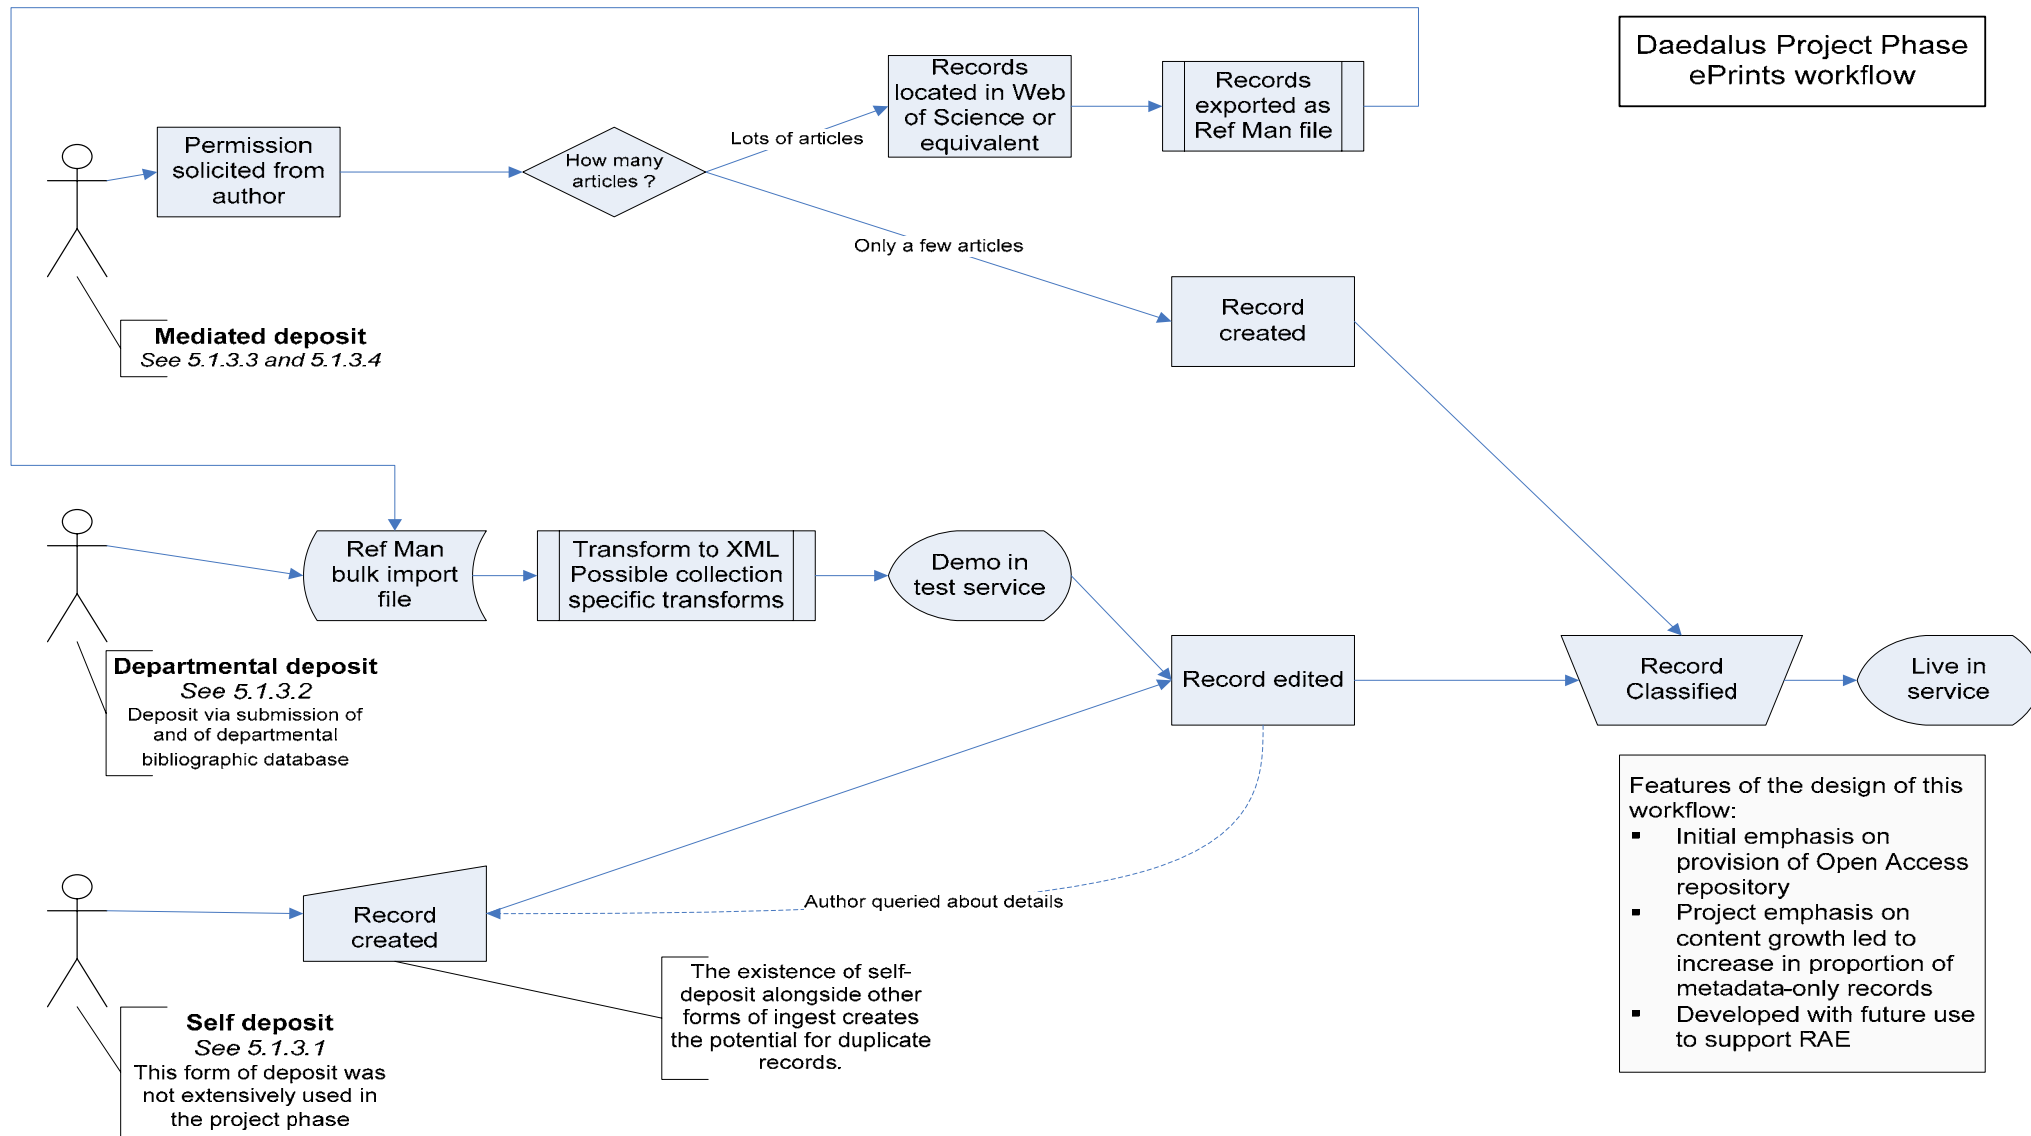 Daedalus Project Phase
ePrints workflow
Records
located in Web
of Science or
equivalent
Records
exported as
Ref Man file
Lots of articles
Permission
solicited from
author
How many
articles ?
Only a few articles
Record
created
Mediated deposit
See 5.1.3.3 and 5.1.3.4
Ref Man
bulk import
file
Transform to XML
Possible collection
specific transforms
Demo in
test service
Departmental deposit
See 5.1.3.2
Deposit via submission of
and of departmental
bibliographic database
Record edited
Record
Classified
Live in
service
Features of the design of this
workflow:
▪ Initial emphasis on
provision of Open Access
repository
▪ Project emphasis on
content growth led to
increase in proportion of
metadata-only records
▪ Developed with future use
to support RAE
Author queried about details
Record
created
The existence of self-
deposit alongside other
forms of ingest creates
the potential for duplicate
records.
Self deposit
See 5.1.3.1
This form of deposit was
not extensively used in
the project phase